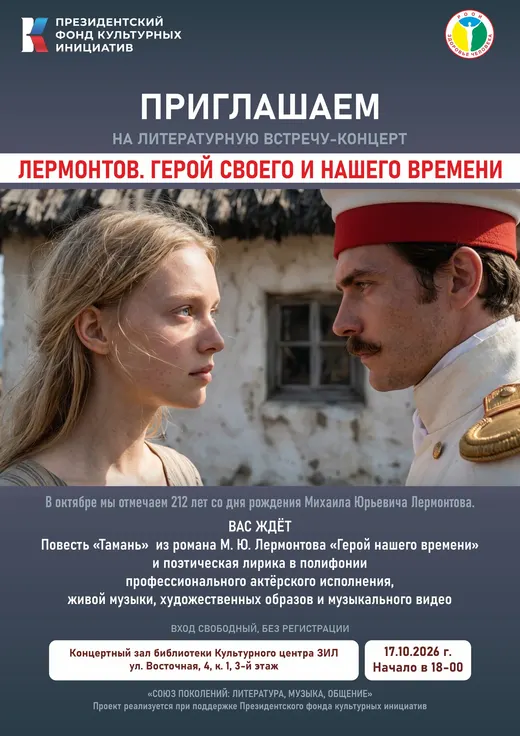 ПРЕЗИДЕНТСКИЙ
ФОНД КУЛЬТУРНЫХ
ИНИЦИАТИВ
РООИ
ЗДОРОВЬЕ ЧЕЛОВЕКА
ПРИГЛАШАЕМ
НА ЛИТЕРАТУРНУЮ ВСТРЕЧУ-КОНЦЕРТ
ЛЕРМОНТОВ. ГЕРОЙ СВОЕГО И НАШЕГО ВРЕМЕНИ
В октябре мы отмечаем 212 лет со дня рождения Михаила Юрьевича Лермонтова.
ВАС ЖДЁТ
Повесть «Тамань» из романа М. Ю. Лермонтова «Герой нашего времени»
и поэтическая лирика в полифонии
профессионального актёрского исполнения,
живой музыки, художественных образов и музыкального видео
ВХОД СВОБОДНЫЙ, БЕЗ РЕГИСТРАЦИИ
Концертный зал библиотеки Культурного центра ЗИЛ
ул. Восточная, 4, к. 1, 3-й этаж
17.10.2026 г.
Начало в 18-00
«СОЮЗ ПОКОЛЕНИЙ: ЛИТЕРАТУРА, МУЗЫКА, ОБЩЕНИЕ»
Проект реализуется при поддержке Президентского фонда культурных инициатив